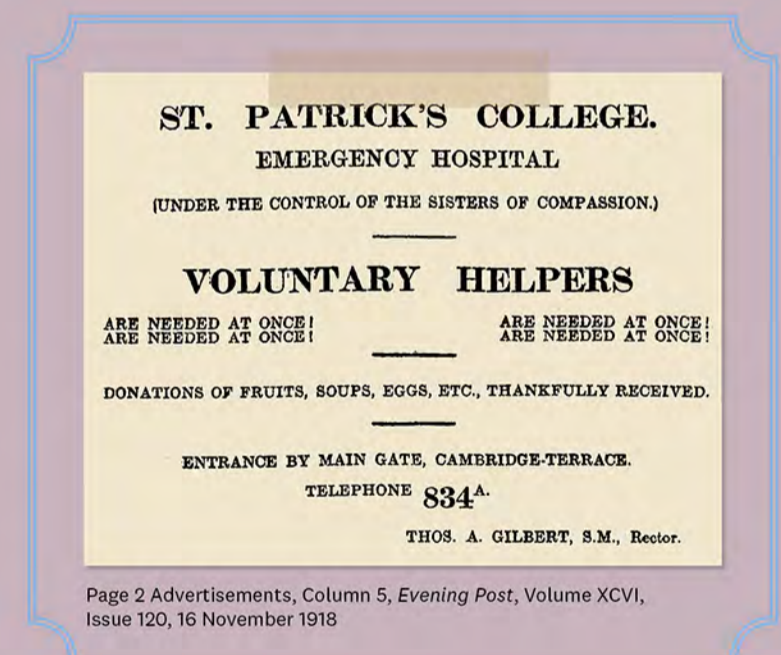 ST. PATRICK'S COLLEGE.
EMERGENCY HOSPITAL
(UNDER THE CONTROL OF THE SISTERS OF COMPASSION.)
VOLUNTARY HELPERS
ARE NEEDED AT ONCE! ARE NEEDED AT ONCE!
ARE NEEDED AT ONCE! ARE NEEDED AT ONCE!
DONATIONS OF FRUITS, SOUPS, EGGS, ETC., THANKFULLY RECEIVED.
ENTRANCE BY MAIN GATE, CAMBRIDGE-TERRACE.
TELEPHONE 834A.
THOS. A. GILBERT, S.M., Rector.
Page 2 Advertisements, Column 5, Evening Post, Volume XCVI,
Issue 120, 16 November 1918